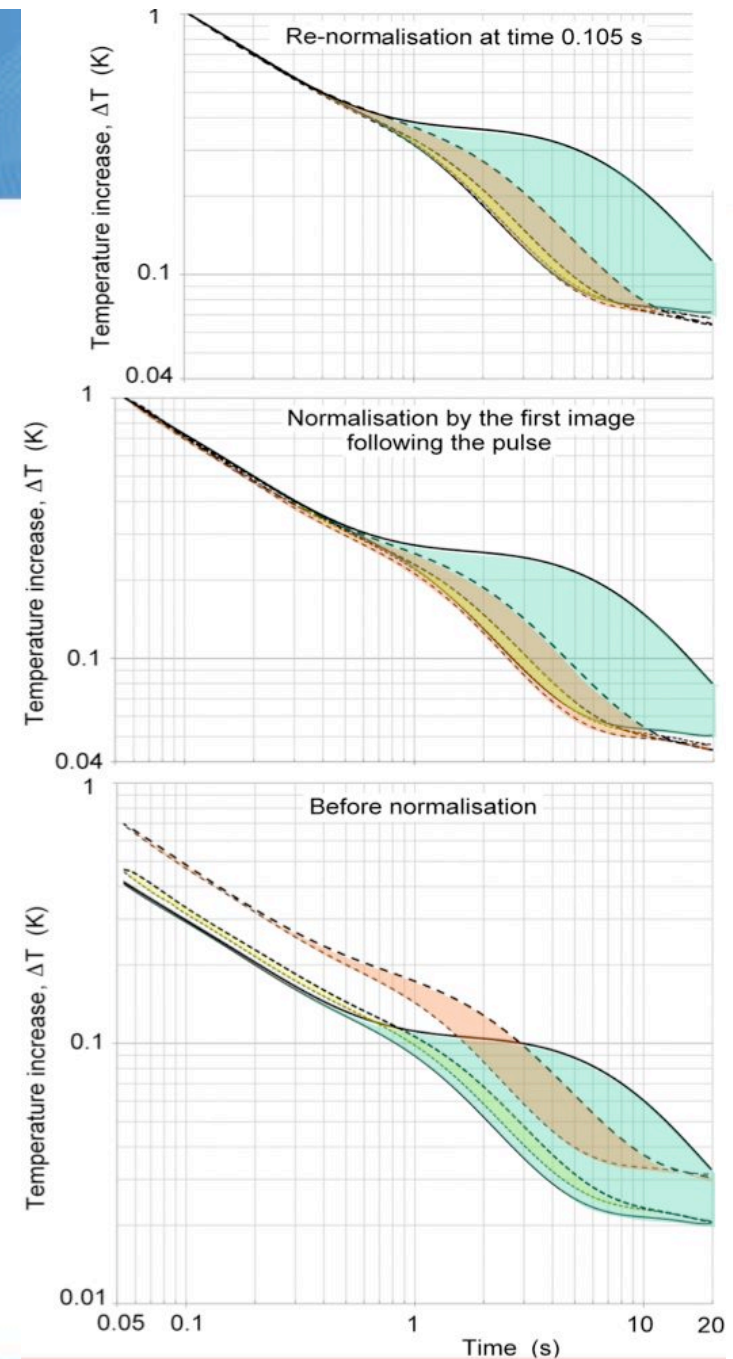 1
Re-normalisation at time 0.105 s
Temperature increase, ΔT (K)
0.1
0.04
1
Normalisation by the first image
following the pulse
Temperature increase, ΔT (K)
0.1
0.04
1
Before normalisation
Temperature increase, ΔT (K)
0.1
0.01
0.05 0.1 1 10 20
Time (s)